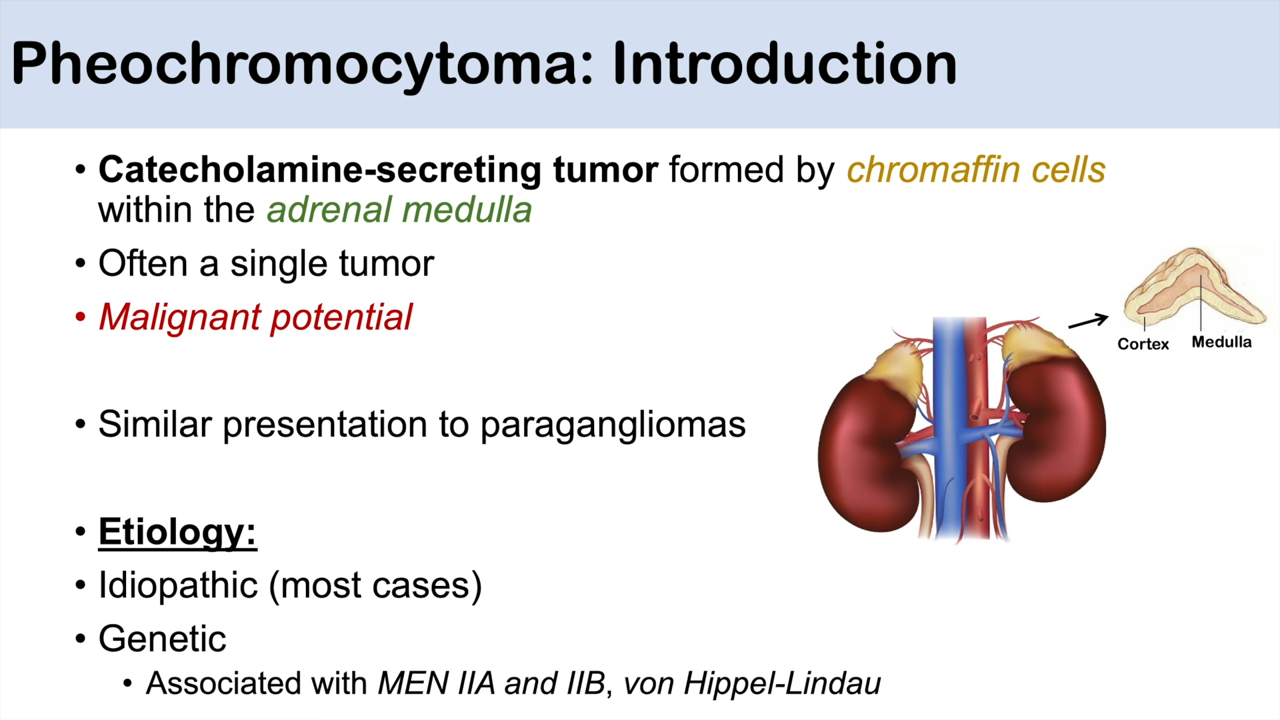 Pheochromocytoma: Introduction
• Catecholamine-secreting tumor formed by chromaffin cells
within the adrenal medulla
• Often a single tumor
• Malignant potential
Cortex Medulla
• Similar presentation to paragangliomas
• Etiology:
• Idiopathic (most cases)
• Genetic
• Associated with MEN IIA and IIB, von Hippel-Lindau